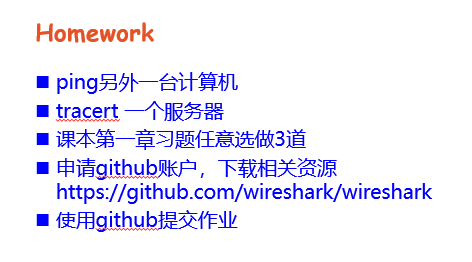 Homework
ping另外一台计算机
tracert 一个服务器
课本第一章习题任意选做3道
申请github账户，下载相关资源
https://github.com/wireshark/wireshark
使用github提交作业